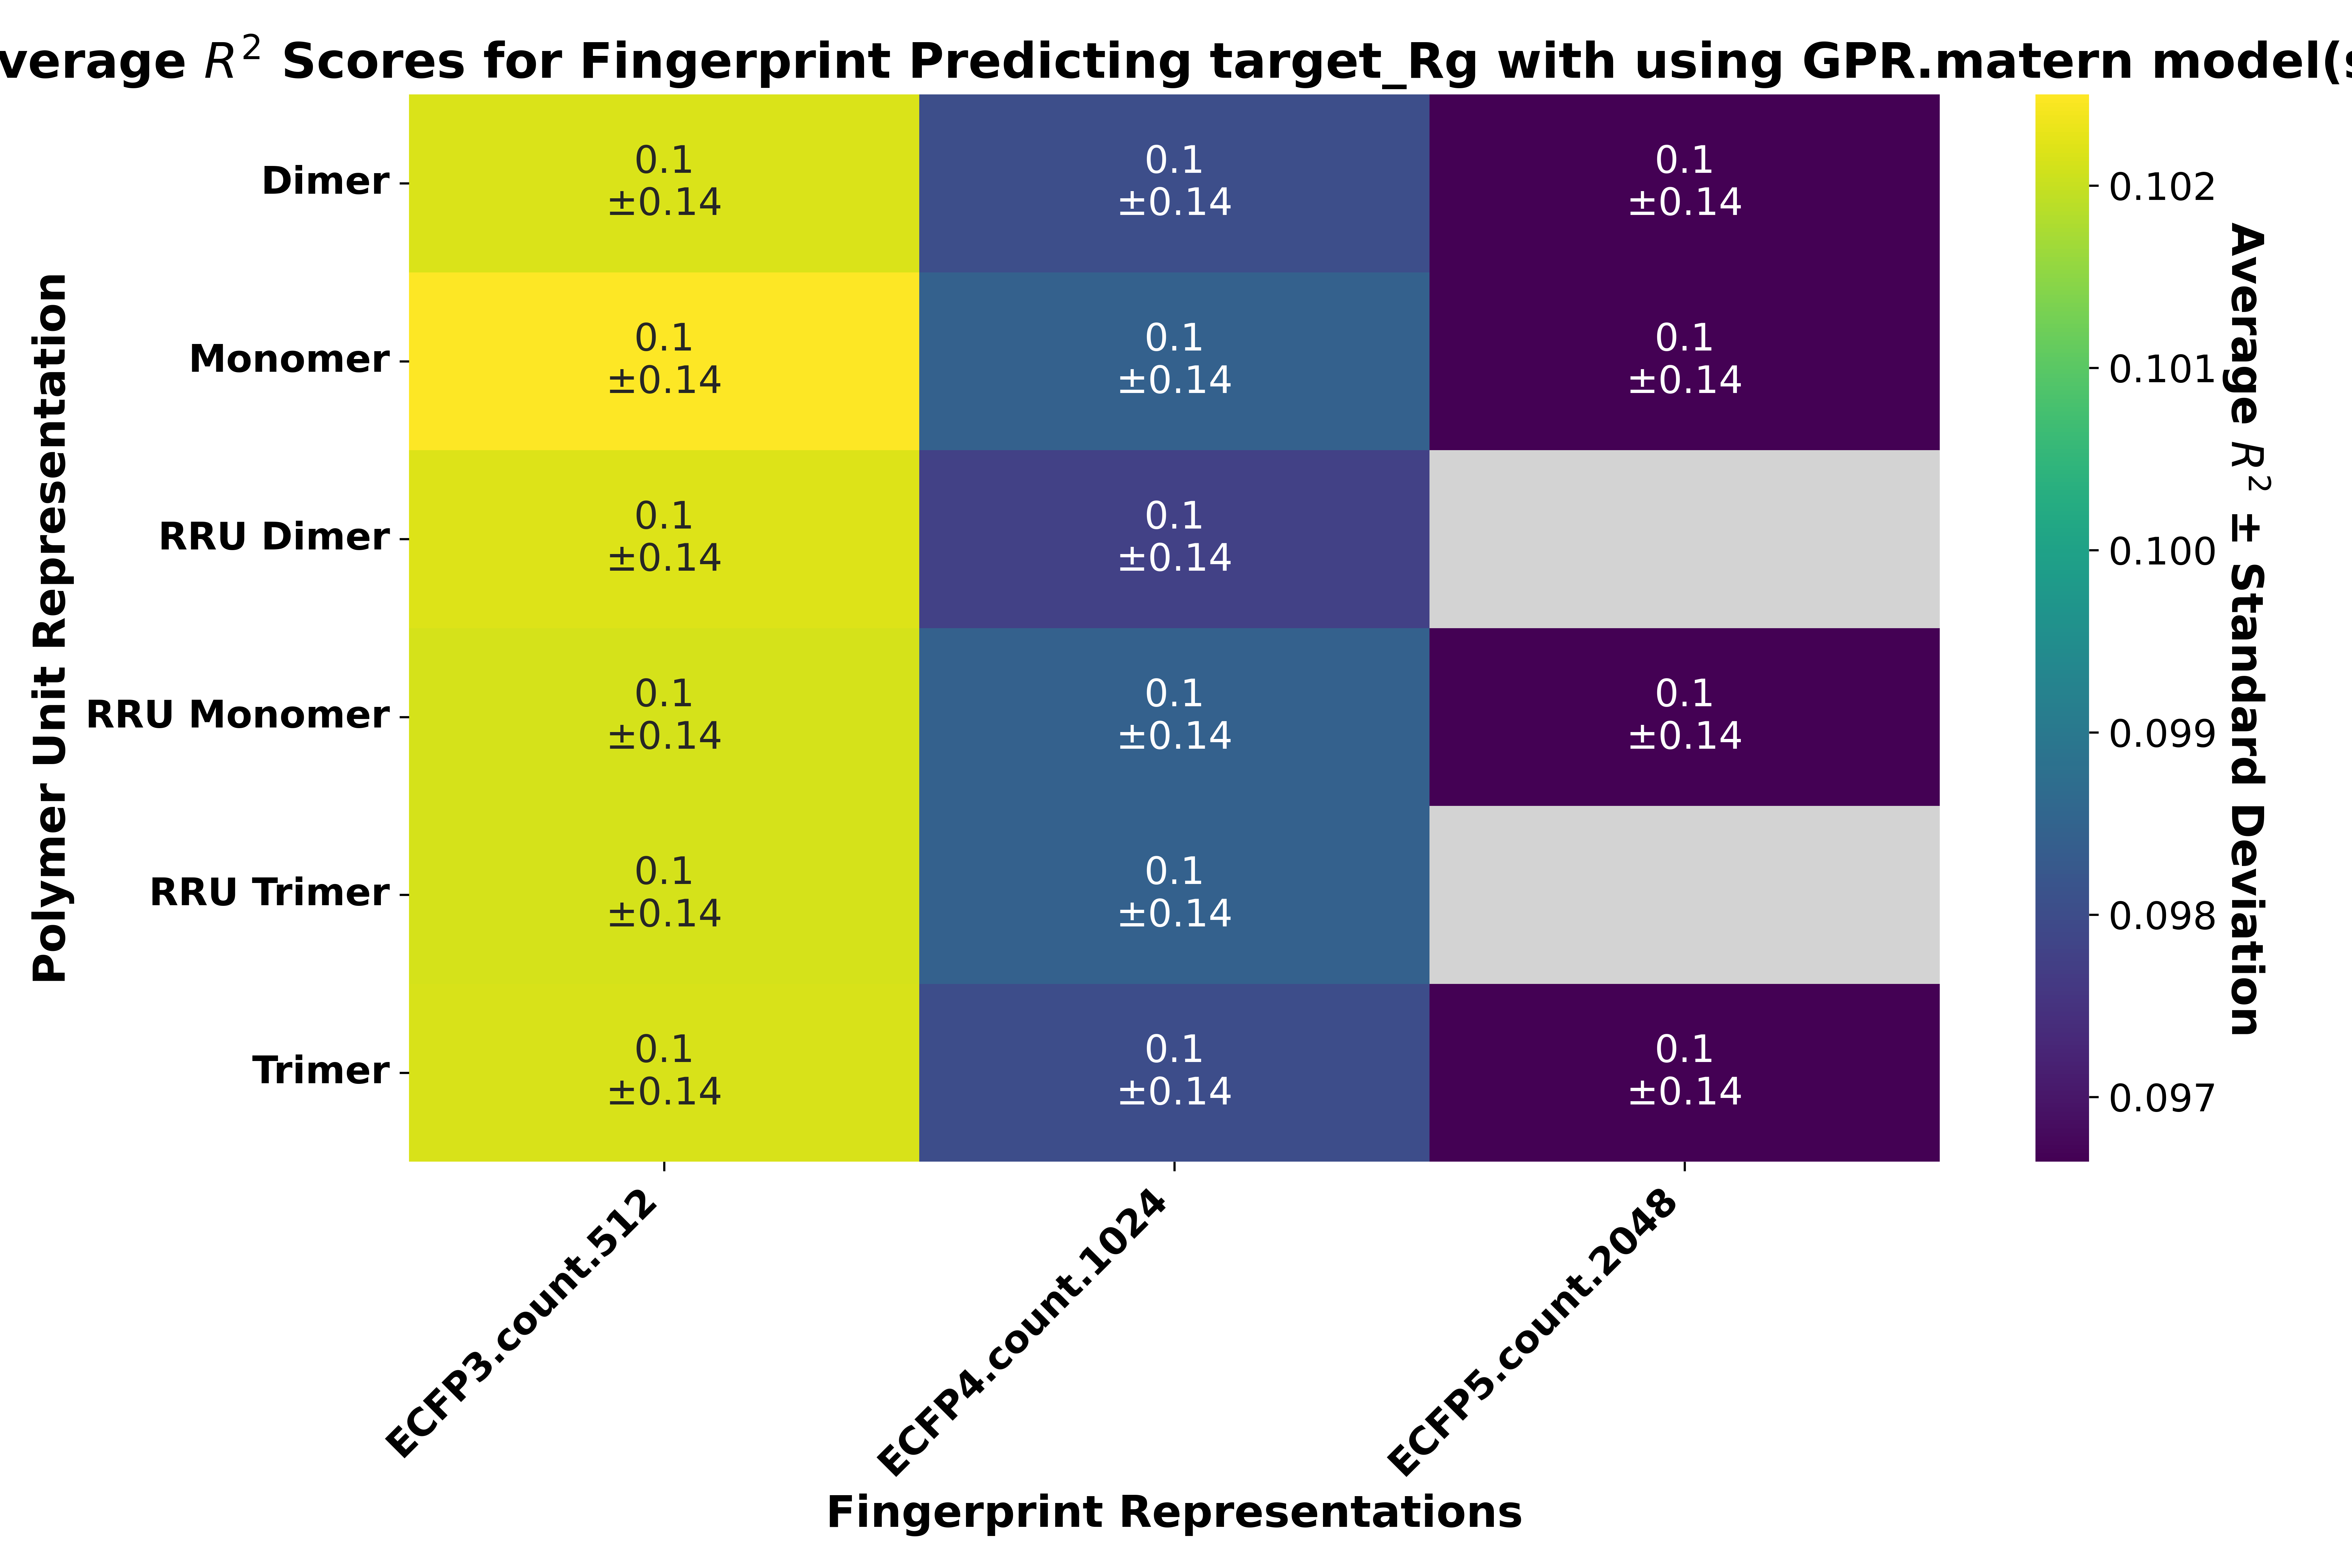 verage R² Scores for Fingerprint Predicting target_Rg with using GPR.matern model(s
Polymer Unit Representation
Dimer
0.1
±0.14
0.1
±0.14
0.1
±0.14
Monomer
0.1
±0.14
0.1
±0.14
0.1
±0.14
RRU Dimer
0.1
±0.14
0.1
±0.14
RRU Monomer
0.1
±0.14
0.1
±0.14
0.1
±0.14
RRU Trimer
0.1
±0.14
0.1
±0.14
Trimer
0.1
±0.14
0.1
±0.14
0.1
±0.14
ECFP3.count.512
ECFP4.count.1024
ECFP5.count.2048
Fingerprint Representations
0.102
0.101
0.100
0.099
0.098
0.097
Average R² ± Standard Deviation